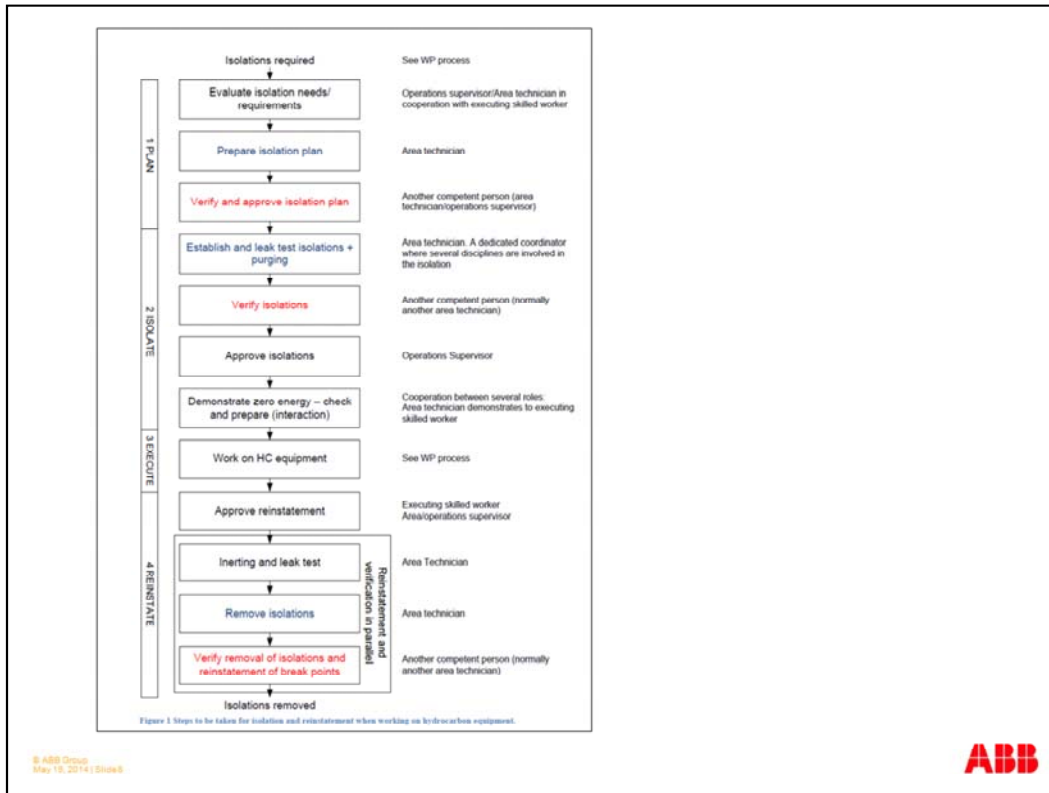 Isolations required
See WP process
1 PLAN
Evaluate isolation needs/
requirements
Operations supervisor/Area technician in
cooperation with executing skilled worker
Prepare isolation plan
Area technician
Verify and approve isolation plan
Another competent person (area
technician/operations supervisor)
2 ISOLATE
Establish and leak test isolations +
purging
Area technician. A dedicated coordinator
where several disciplines are involved in
the isolation
Verify isolations
Another competent person (normally
another area technician)
Approve isolations
Operations Supervisor
Demonstrate zero energy – check
and prepare (interaction)
Cooperation between several roles.
Area technician demonstrates to executing
skilled worker
3 EXECUTE
Work on HC equipment
See WP process
4 REINSTATE
Approve reinstatement
Executing skilled worker
Area/operations supervisor
Reinstatement and
verification in parallel
Inerting and leak test
Area Technician
Remove isolations
Area technician
Verify removal of isolations and
reinstatement of break points
Another competent person (normally
another area technician)
Isolations removed
Figure 1 Steps to be taken for isolation and reinstatement when working on hydrocarbon equipment.
© ABB Group
May 15, 2014 | Slide 6
ABB